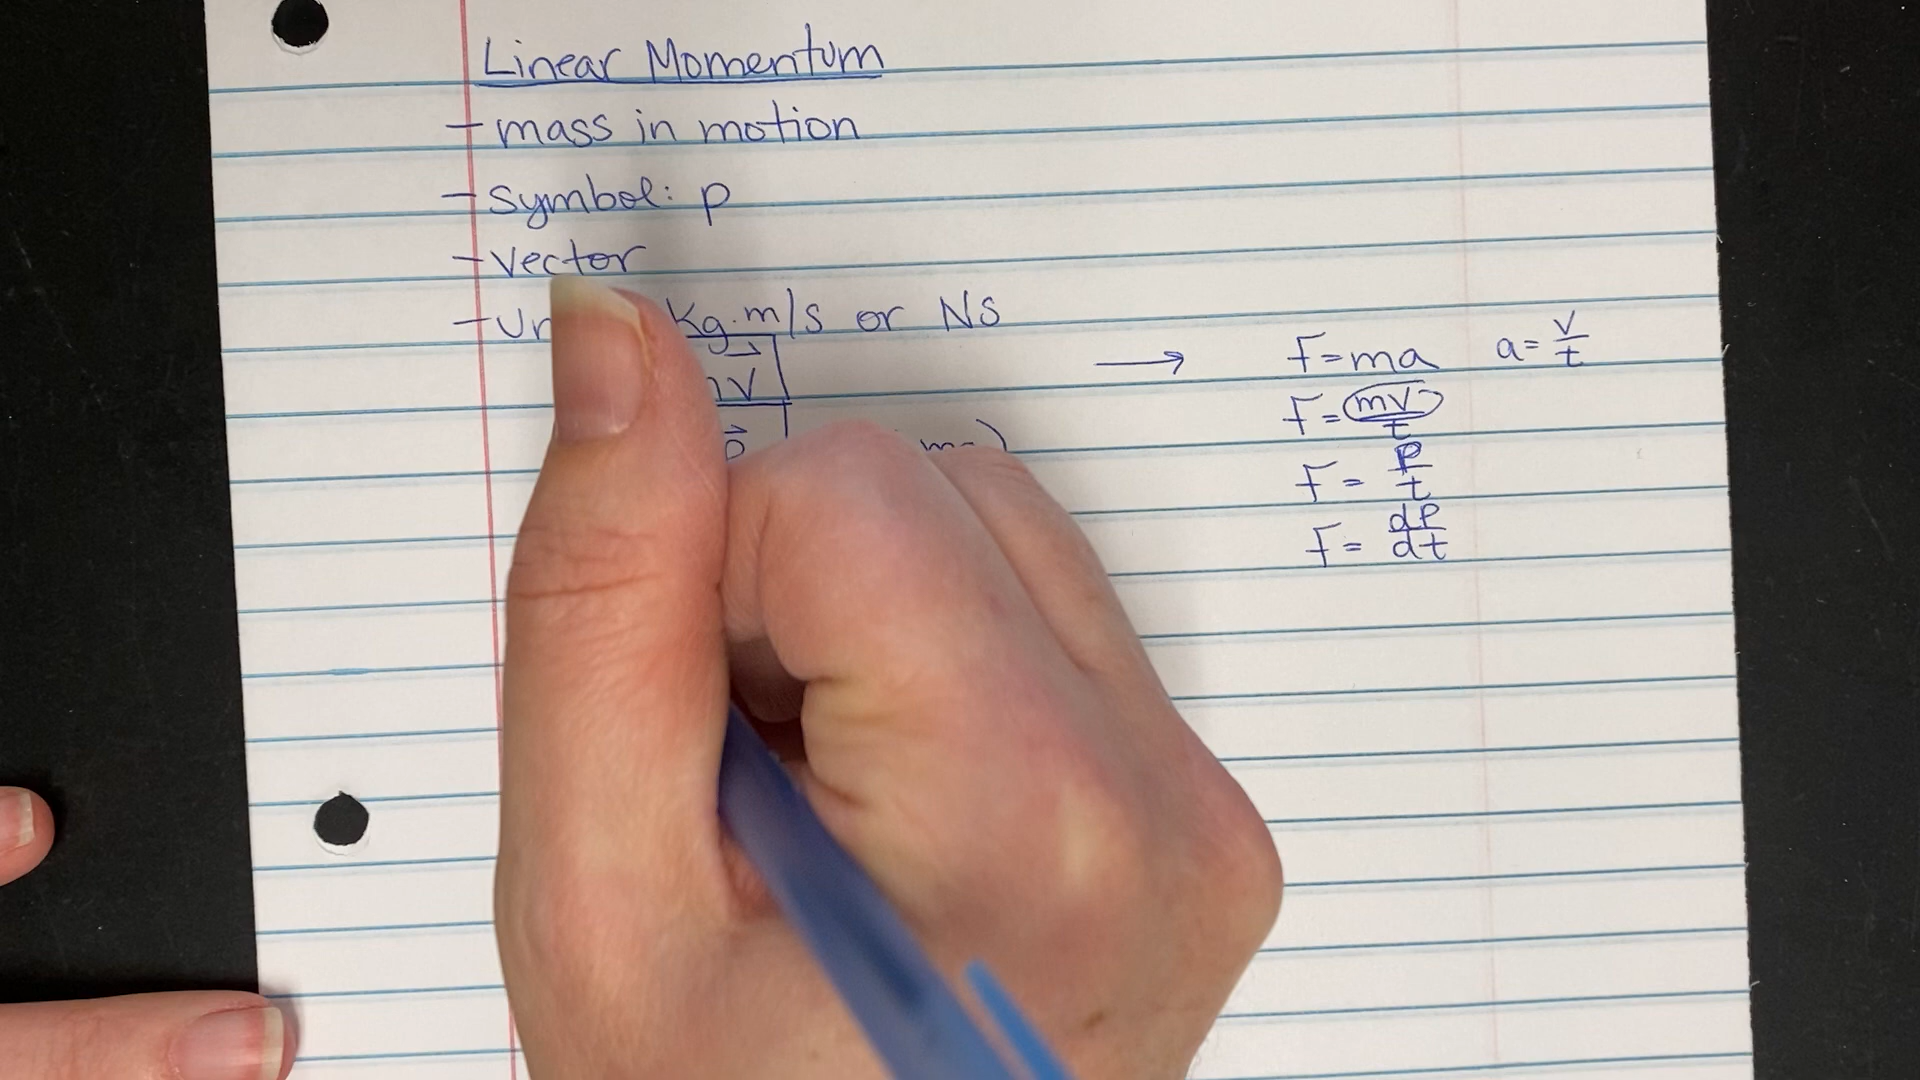 Linear Momentum
- mass in motion
- symbol: p
- vector
- kg·m/s or Ns
→ F=ma a=v/t
F=mv/t
F = p/t
F = dp/dt